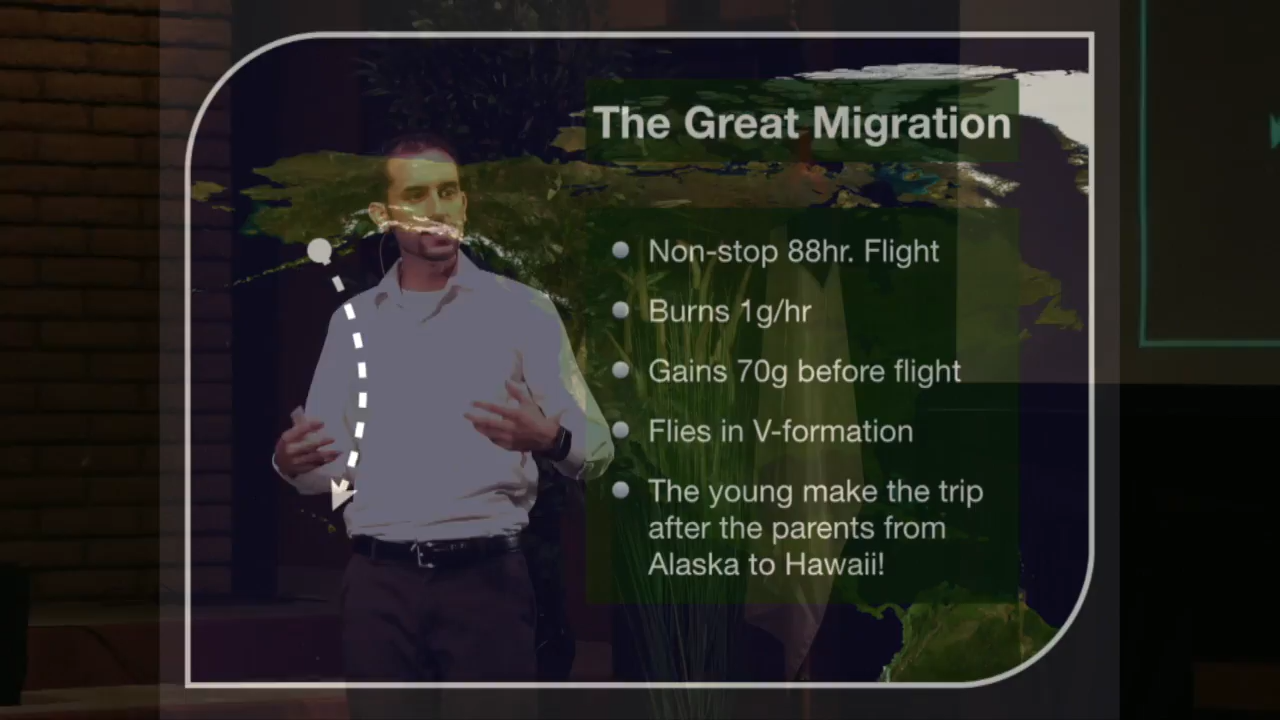 The Great Migration
Non-stop 88hr. Flight
Burns 1g/hr
Gains 70g before flight
Flies in V-formation
The young make the trip
after the parents from
Alaska to Hawaii!